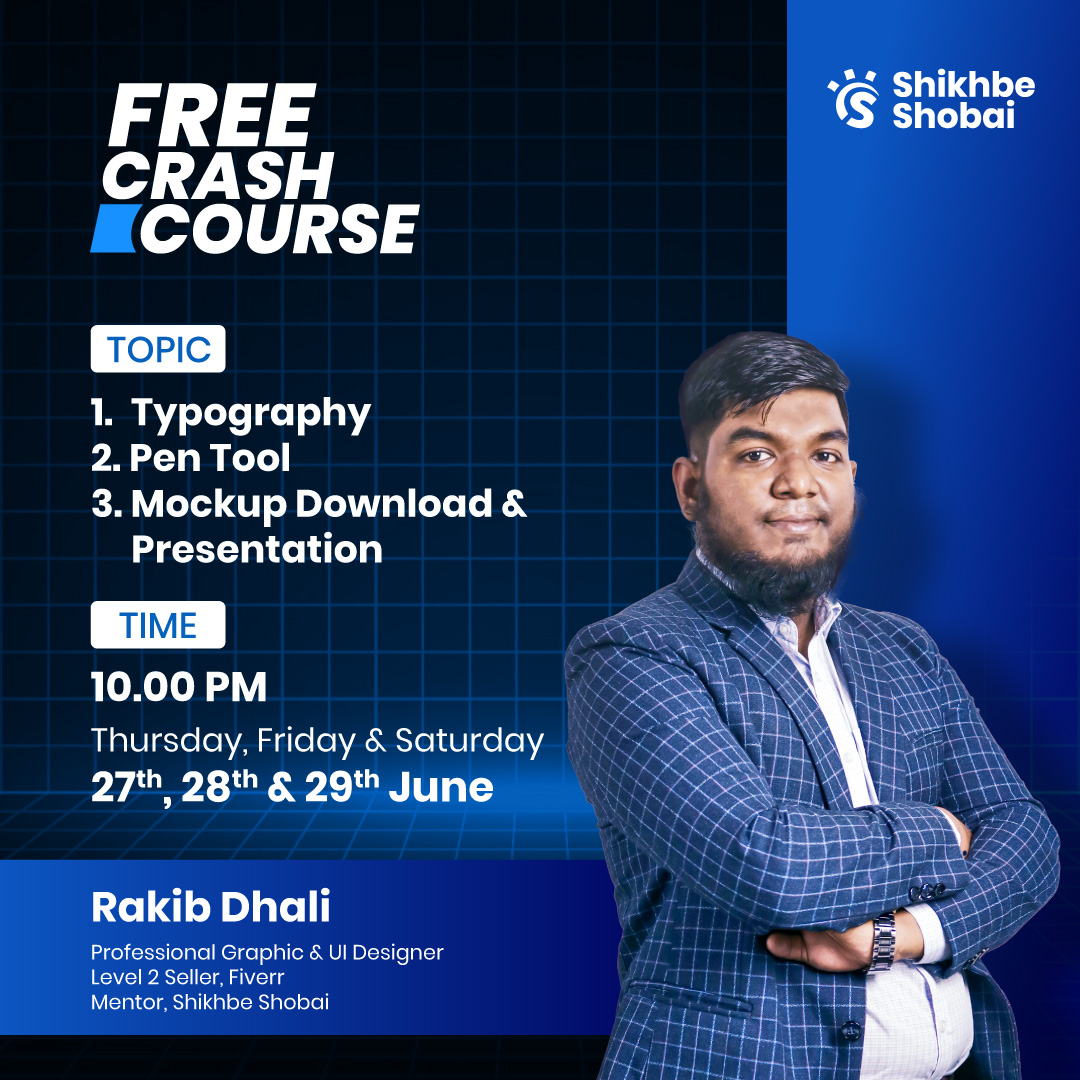 FREE
CRASH
COURSE
Shikhbe
Shobai
TOPIC
1. Typography
2. Pen Tool
3. Mockup Download &
Presentation
TIME
10.00 PM
Thursday, Friday & Saturday
27th, 28th & 29th June
Rakib Dhali
Professional Graphic & UI Designer
Level 2 Seller, Fiverr
Mentor, Shikhbe Shobai